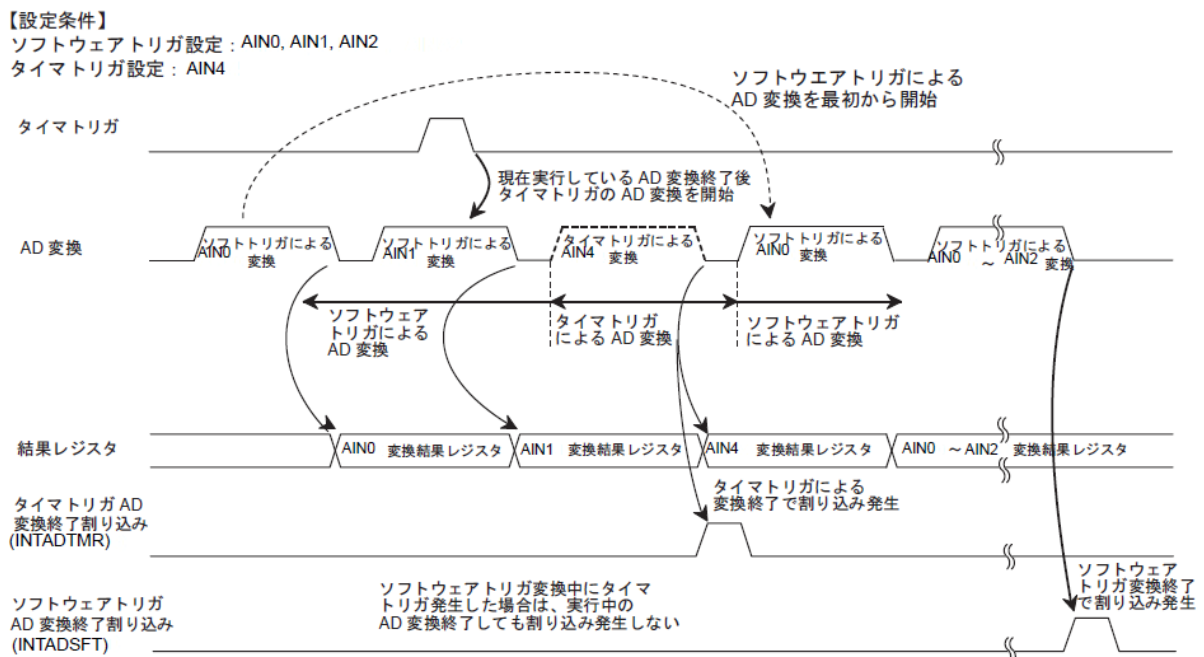 【設定条件】
ソフトウェアトリガ設定：AIN0, AIN1, AIN2
タイマトリガ設定：AIN4
ソフトウエアトリガによる
AD 変換を最初から開始
タイマトリガ
現在実行している AD 変換終了後
タイマトリガの AD 変換を開始
AD 変換
ソフトトリガによる
AIN0 変換
ソフトトリガによる
AIN1 変換
タイマトリガによる
AIN4 変換
ソフトトリガによる
AIN0 変換
ソフトトリガによる
AIN0 ～ AIN2 変換
ソフトウェア
トリガによる
AD 変換
タイマトリガ
による AD 変換
ソフトウェアトリガ
による AD 変換
結果レジスタ
AIN0 変換結果レジスタ
AIN1 変換結果レジスタ
AIN4 変換結果レジスタ
AIN0 ～AIN2 変換結果レジスタ
タイマトリガ AD
変換終了割り込み
(INTADTMR)
タイマトリガによる
変換終了で割り込み発生
ソフトウェアトリガ
AD 変換終了割り込み
(INTADSFT)
ソフトウェアトリガ変換中にタイマ
トリガ発生した場合は、実行中の
AD 変換終了しても割り込み発生しない
ソフトウェア
トリガ変換終了
で割り込み発生